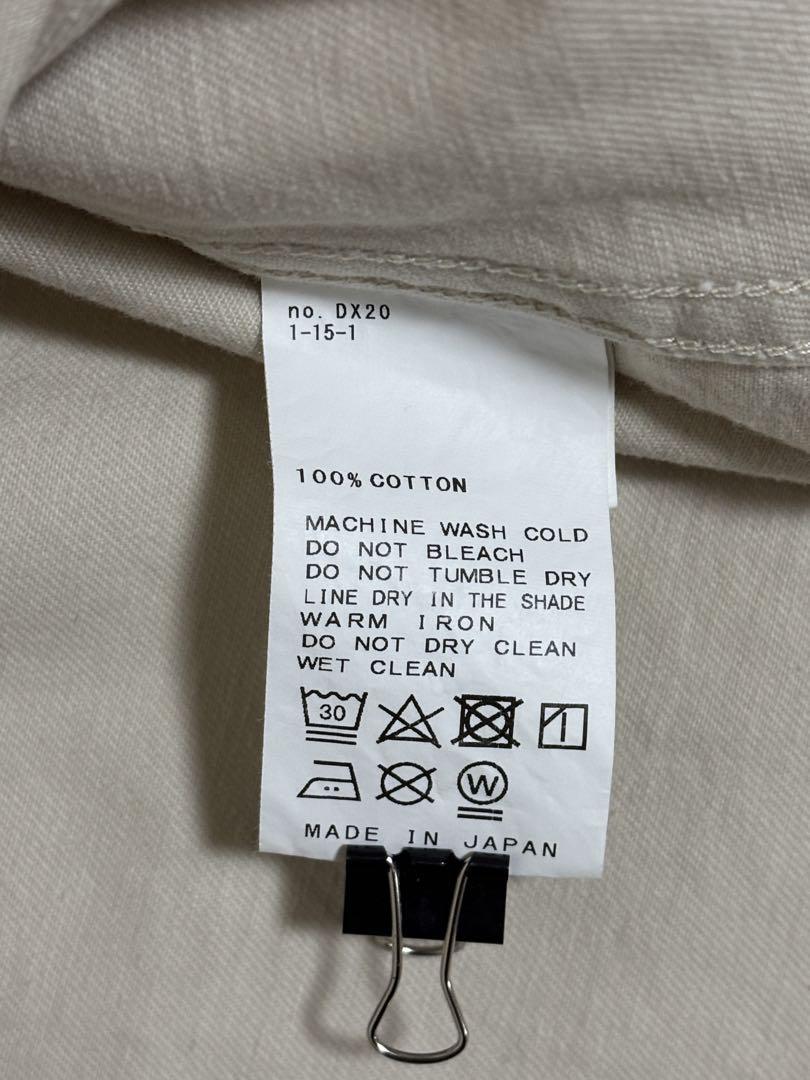 no. DX20
1-15-1
100% COTTON
MACHINE WASH COLD
DO NOT BLEACH
DO NOT TUMBLE DRY
LINE DRY IN THE SHADE
WARM IRON
DO NOT DRY CLEAN
WET CLEAN
30
W
MADE IN JAPAN